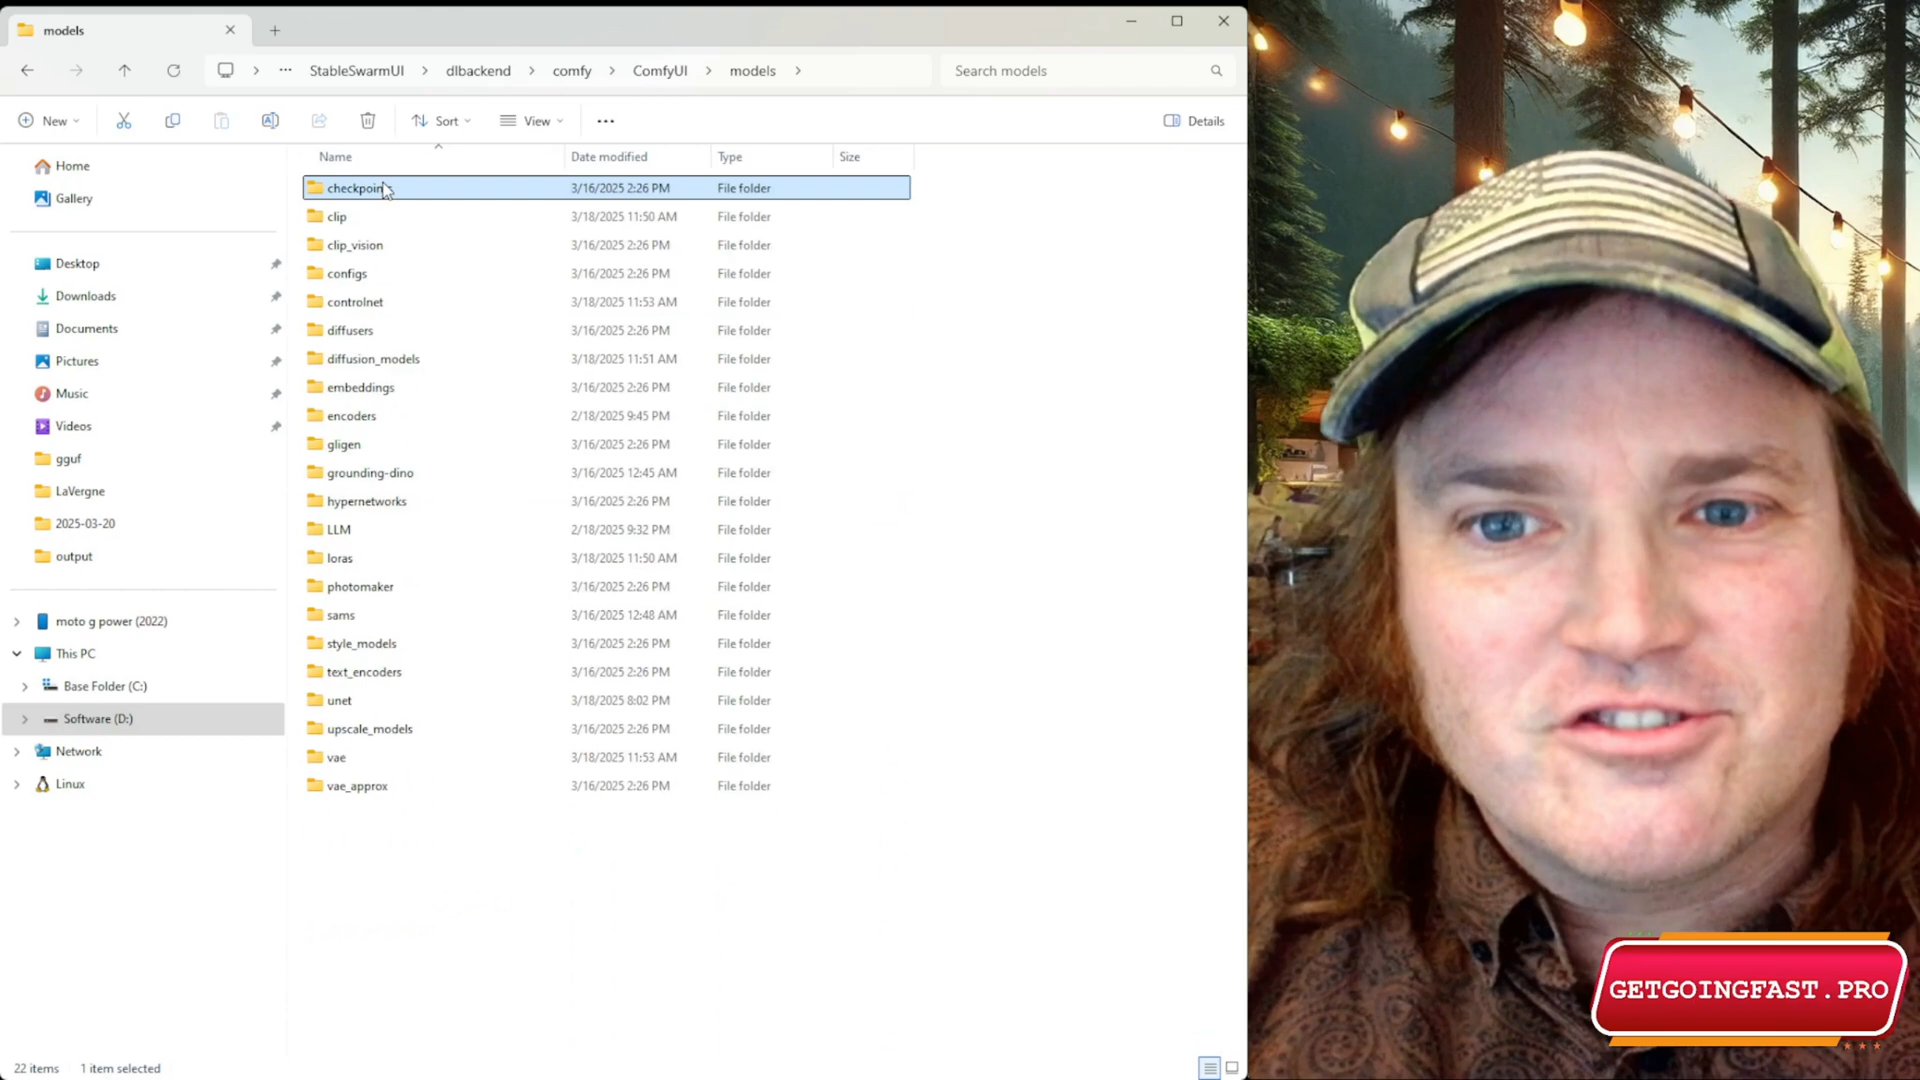 models
StableSwarmUI
dlbackend
comfy
ComfyUI
models
Search models
New
Sort
View
Details
Home
Gallery
Desktop
Downloads
Documents
Pictures
Music
Videos
gguf
LaVergne
2025-03-20
output
moto g power (2022)
This PC
Base Folder (C:)
Software (D:)
Network
Linux
Name Date modified Type Size
checkpoin 3/16/2025 2:26 PM File folder
clip 3/18/2025 11:50 AM File folder
clip_vision 3/16/2025 2:26 PM File folder
configs 3/16/2025 2:26 PM File folder
controlnet 3/18/2025 11:53 AM File folder
diffusers 3/16/2025 2:26 PM File folder
diffusion_models 3/18/2025 11:51 AM File folder
embeddings 3/16/2025 2:26 PM File folder
encoders 2/18/2025 9:45 PM File folder
gligen 3/16/2025 2:26 PM File folder
grounding-dino 3/16/2025 12:45 AM File folder
hypernetworks 3/16/2025 2:26 PM File folder
LLM 2/18/2025 9:32 PM File folder
loras 3/18/2025 11:50 AM File folder
photomaker 3/16/2025 2:26 PM File folder
sams 3/16/2025 12:48 AM File folder
style_models 3/16/2025 2:26 PM File folder
text_encoders 3/16/2025 2:26 PM File folder
unet 3/18/2025 8:02 PM File folder
upscale_models 3/16/2025 2:26 PM File folder
vae 3/18/2025 11:53 AM File folder
vae_approx 3/16/2025 2:26 PM File folder
22 items 1 item selected
GETGOINGFAST.PRO